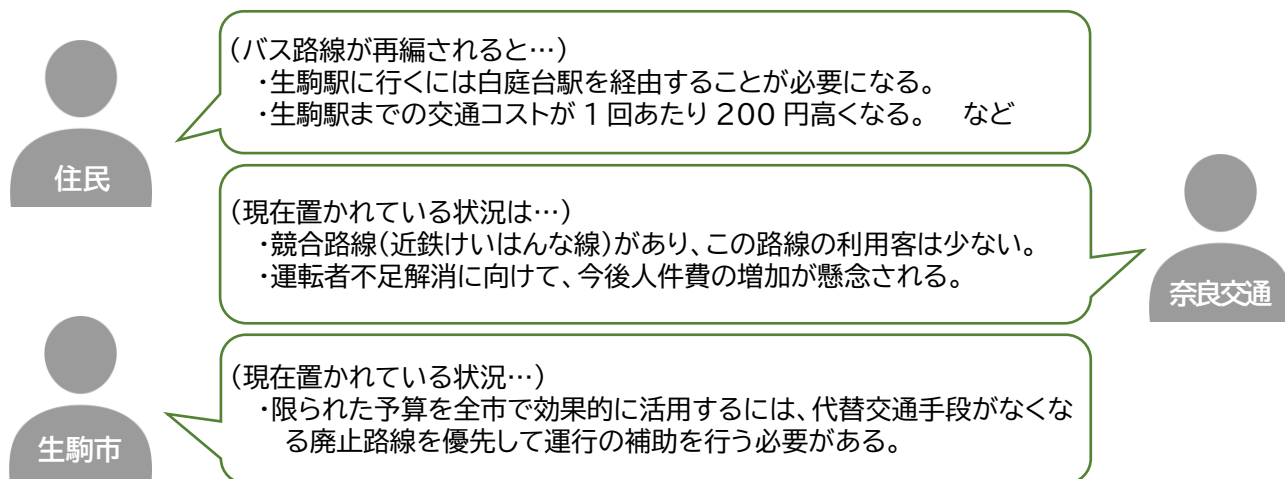 (バス路線が再編されると…)
・生駒駅に行くには白庭台駅を経由することが必要になる。
・生駒駅までの交通コストが1回あたり200円高くなる。　など
住民
(現在置かれている状況は…)
・競合路線(近鉄けいはんな線)があり、この路線の利用客は少ない。
・運転者不足解消に向けて、今後人件費の増加が懸念される。
奈良交通
(現在置かれている状況…)
・限られた予算を全市で効果的に活用するには、代替交通手段がなくな
る廃止路線を優先して運行の補助を行う必要がある。
生駒市